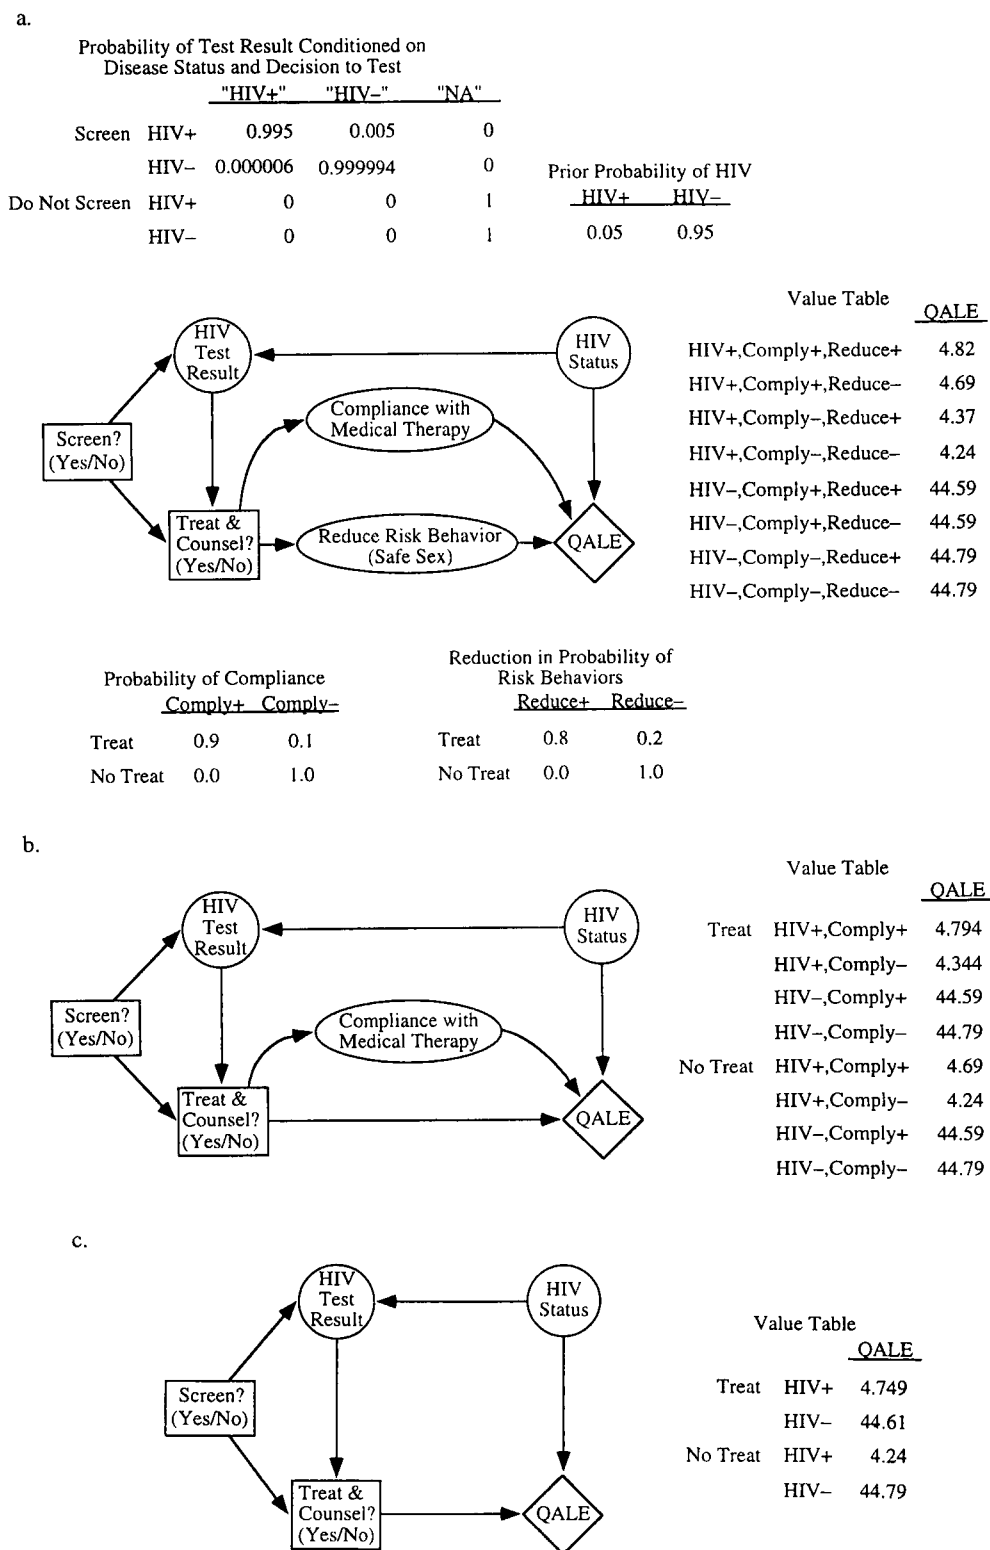 a.
Probability of Test Result Conditioned on
Disease Status and Decision to Test
"HIV+" "HIV–" "NA"
Screen HIV+ 0.995 0.005 0
HIV– 0.000006 0.999994 0
Do Not Screen HIV+ 0 0 1
HIV– 0 0 1
Prior Probability of HIV
HIV+ HIV–
0.05 0.95
HIV
Test
Result
HIV
Status
Compliance with
Medical Therapy
Screen?
(Yes/No)
Treat &
Counsel?
(Yes/No)
Reduce Risk Behavior
(Safe Sex)
QALE
Value Table
QALE
HIV+,Comply+,Reduce+ 4.82
HIV+,Comply+,Reduce– 4.69
HIV+,Comply–,Reduce+ 4.37
HIV+,Comply–,Reduce– 4.24
HIV–,Comply+,Reduce+ 44.59
HIV–,Comply+,Reduce– 44.59
HIV–,Comply–,Reduce+ 44.79
HIV–,Comply–,Reduce– 44.79
Probability of Compliance
Comply+ Comply–
Treat 0.9 0.1
No Treat 0.0 1.0
Reduction in Probability of
Risk Behaviors
Reduce+ Reduce–
Treat 0.8 0.2
No Treat 0.0 1.0
b.
HIV
Test
Result
HIV
Status
Screen?
(Yes/No)
Compliance with
Medical Therapy
Treat &
Counsel?
(Yes/No)
QALE
Value Table
QALE
Treat HIV+,Comply+ 4.794
HIV+,Comply– 4.344
HIV–,Comply+ 44.59
HIV–,Comply– 44.79
No Treat HIV+,Comply+ 4.69
HIV+,Comply– 4.24
HIV–,Comply+ 44.59
HIV–,Comply– 44.79
c.
HIV
Test
Result
HIV
Status
Screen?
(Yes/No)
Treat &
Counsel?
(Yes/No)
QALE
Value Table
QALE
Treat HIV+ 4.749
HIV– 44.61
No Treat HIV+ 4.24
HIV– 44.79